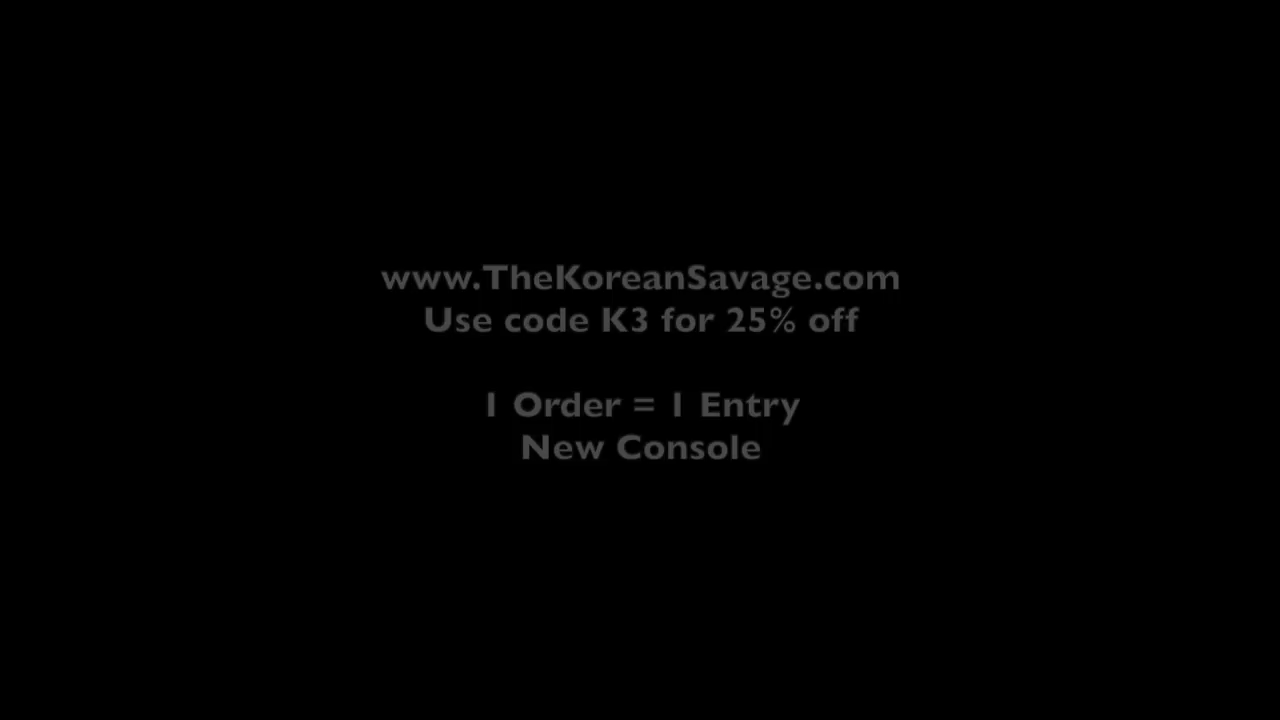 www.TheKoreanSavage.com
Use code K3 for 25% off
1 Order = 1 Entry
New Console